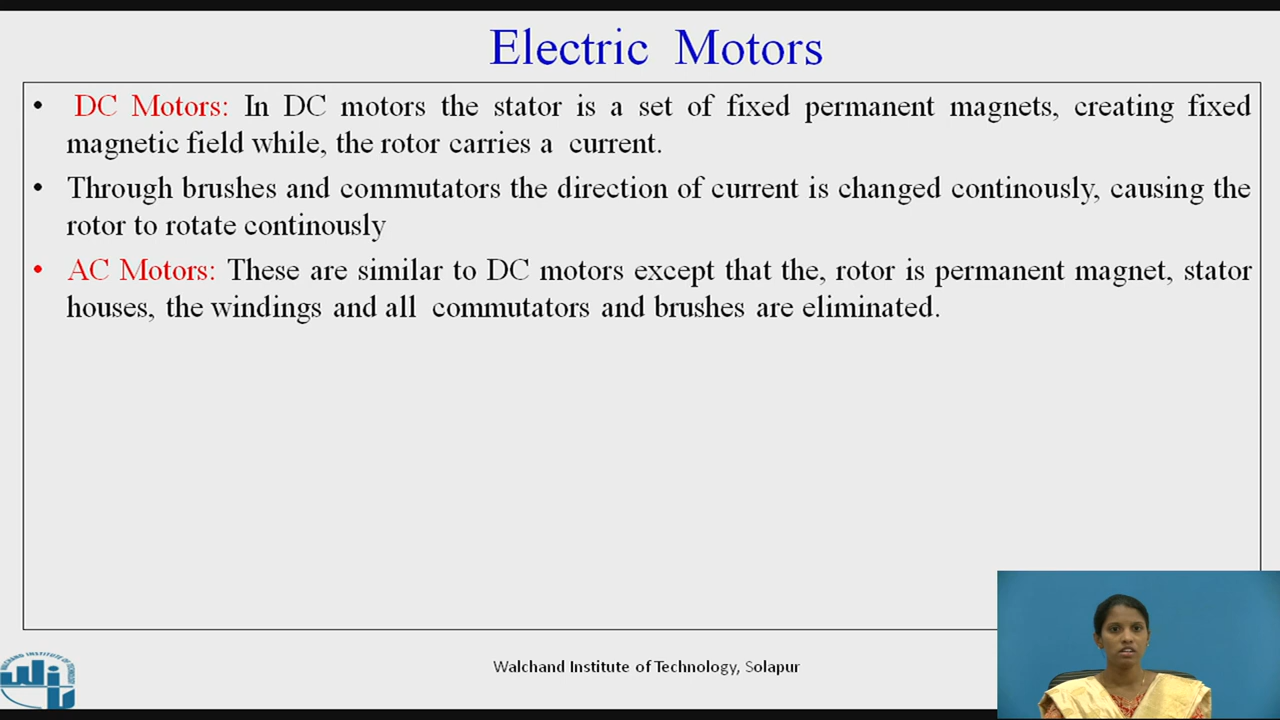 Electric Motors
• DC Motors: In DC motors the stator is a set of fixed permanent magnets, creating fixed
magnetic field while, the rotor carries a current.
• Through brushes and commutators the direction of current is changed continously, causing the
rotor to rotate continously
• AC Motors: These are similar to DC motors except that the, rotor is permanent magnet, stator
houses, the windings and all commutators and brushes are eliminated.
Walchand Institute of Technology, Solapur